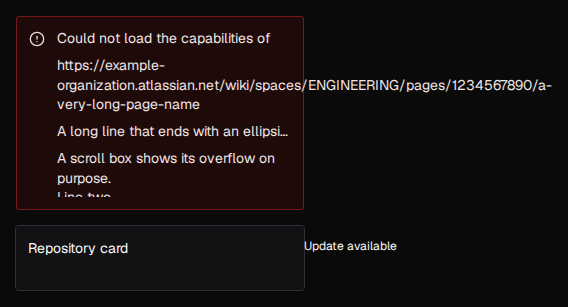 Could not load the capabilities of
https://example-
organization.atlassian.net/wiki/spaces/ENGINEERING/pages/1234567890/a-
very-long-page-name
A long line that ends with an ellipsi…
A scroll box shows its overflow on
purpose.
Line two
Repository card
Update available